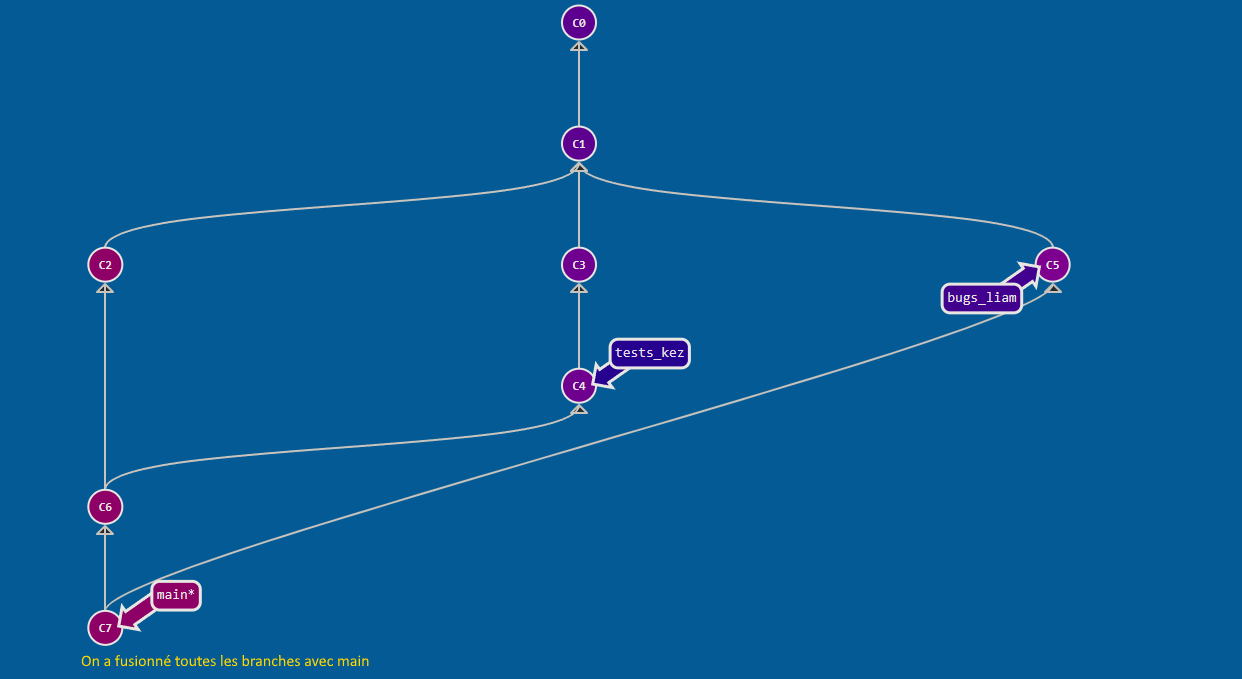 C0
C1
C2
C3
C5
bugs_liam
tests_kez
C4
C6
main*
C7
On a fusionné toutes les branches avec main